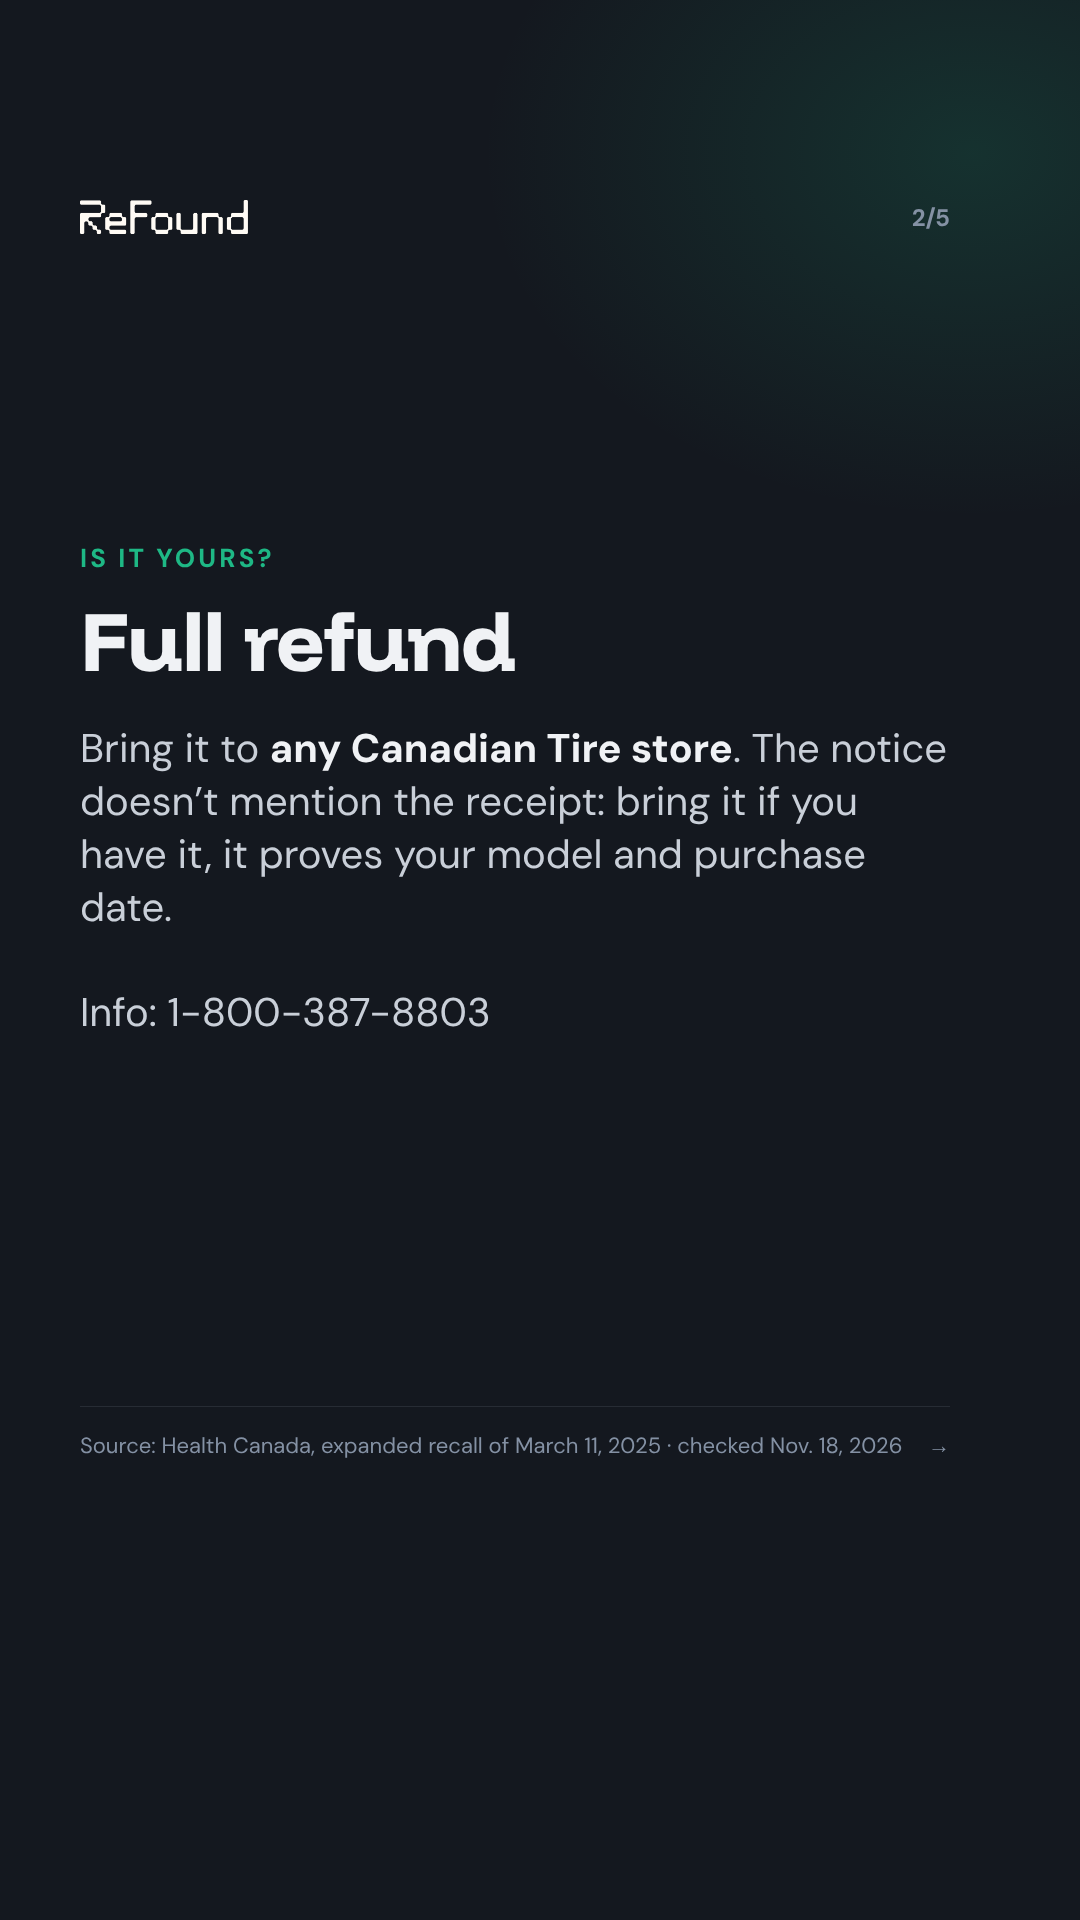 ReFound
2/5
IS IT YOURS?
Full refund
Bring it to any Canadian Tire store. The notice
doesn’t mention the receipt: bring it if you
have it, it proves your model and purchase
date.
Info: 1-800-387-8803
Source: Health Canada, expanded recall of March 11, 2025 · checked Nov. 18, 2026 →